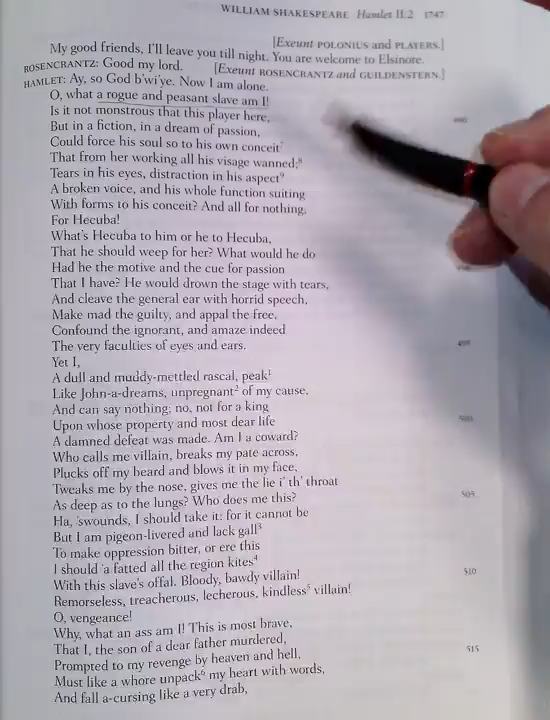 WILLIAM SHAKESPEARE Hamlet II.2 1747
[Exeunt POLONIUS and PLAYERS.]
My good friends, I'll leave you till night. You are welcome to Elsinore.
ROSENCRANTZ: Good my lord. [Exeunt ROSENCRANTZ and GUILDENSTERN.]
HAMLET: Ay, so God b'wi'ye. Now I am alone.
O, what a rogue and peasant slave am I!
Is it not monstrous that this player here, 480
But in a fiction, in a dream of passion,
Could force his soul so to his own conceit⁷
That from her working all his visage wanned;⁸
Tears in his eyes, distraction in his aspect⁹
A broken voice, and his whole function suiting
With forms to his conceit? And all for nothing.
For Hecuba!
What's Hecuba to him or he to Hecuba,
That he should weep for her? What would he do
Had he the motive and the cue for passion
That I have? He would drown the stage with tears,
And cleave the general ear with horrid speech,
Make mad the guilty, and appal the free,
Confound the ignorant, and amaze indeed
The very faculties of eyes and ears. 495
Yet I,
A dull and muddy-mettled rascal, peak¹
Like John-a-dreams, unpregnant² of my cause,
And can say nothing; no, not for a king
Upon whose property and most dear life 500
A damned defeat was made. Am I a coward?
Who calls me villain, breaks my pate across,
Plucks off my beard and blows it in my face,
Tweaks me by the nose, gives me the lie i' th' throat
As deep as to the lungs? Who does me this? 505
Ha, 'swounds, I should take it: for it cannot be
But I am pigeon-livered and lack gall³
To make oppression bitter, or ere this
I should 'a fatted all the region kites⁴
With this slave's offal. Bloody, bawdy villain! 510
Remorseless, treacherous, lecherous, kindless⁵ villain!
O, vengeance!
Why, what an ass am I! This is most brave,
That I, the son of a dear father murdered,
Prompted to my revenge by heaven and hell, 515
Must like a whore unpack⁶ my heart with words,
And fall a-cursing like a very drab,